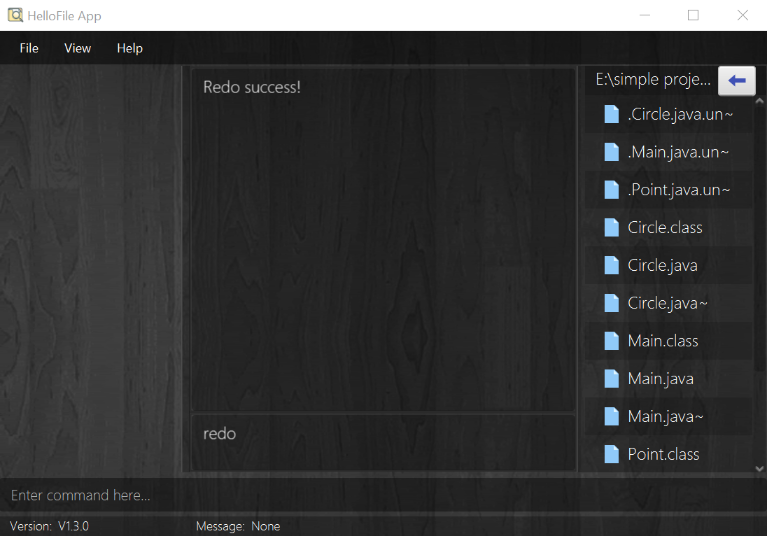 HelloFile App
File View Help
Redo success!
redo
E:\simple proje...
.Circle.java.un~
.Main.java.un~
.Point.java.un~
Circle.class
Circle.java
Circle.java~
Main.class
Main.java
Main.java~
Point.class
Enter command here...
Version: V1.3.0 Message: None